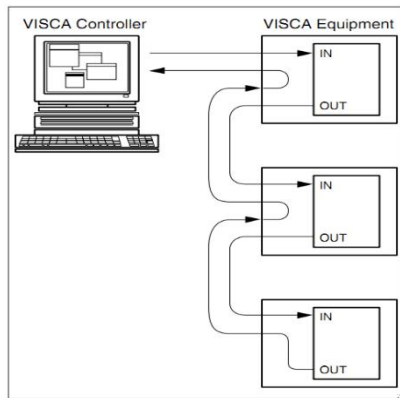 VISCA Controller
VISCA Equipment
IN
OUT
IN
OUT
IN
OUT